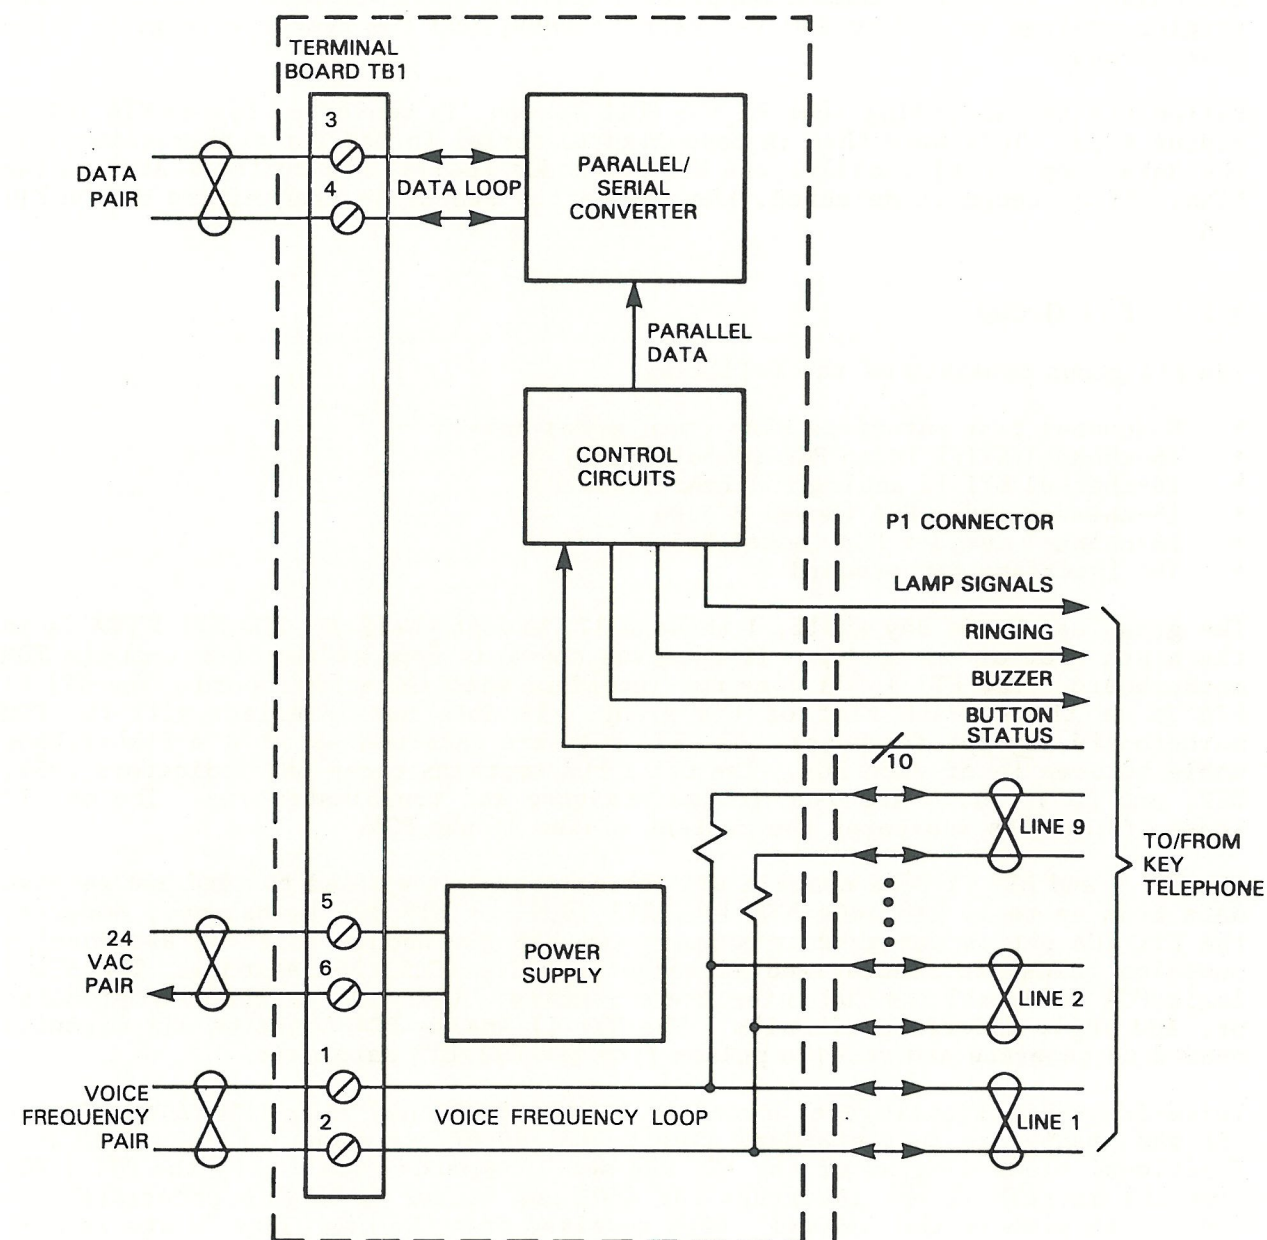 TERMINAL
BOARD TB1
3
DATA
PAIR
4
DATA LOOP
PARALLEL/
SERIAL
CONVERTER
PARALLEL
DATA
CONTROL
CIRCUITS
P1 CONNECTOR
LAMP SIGNALS
RINGING
BUZZER
BUTTON
STATUS
10
LINE 9
TO/FROM
KEY
TELEPHONE
5
24
VAC
PAIR
6
POWER
SUPPLY
LINE 2
1
VOICE
FREQUENCY
PAIR
2
VOICE FREQUENCY LOOP
LINE 1